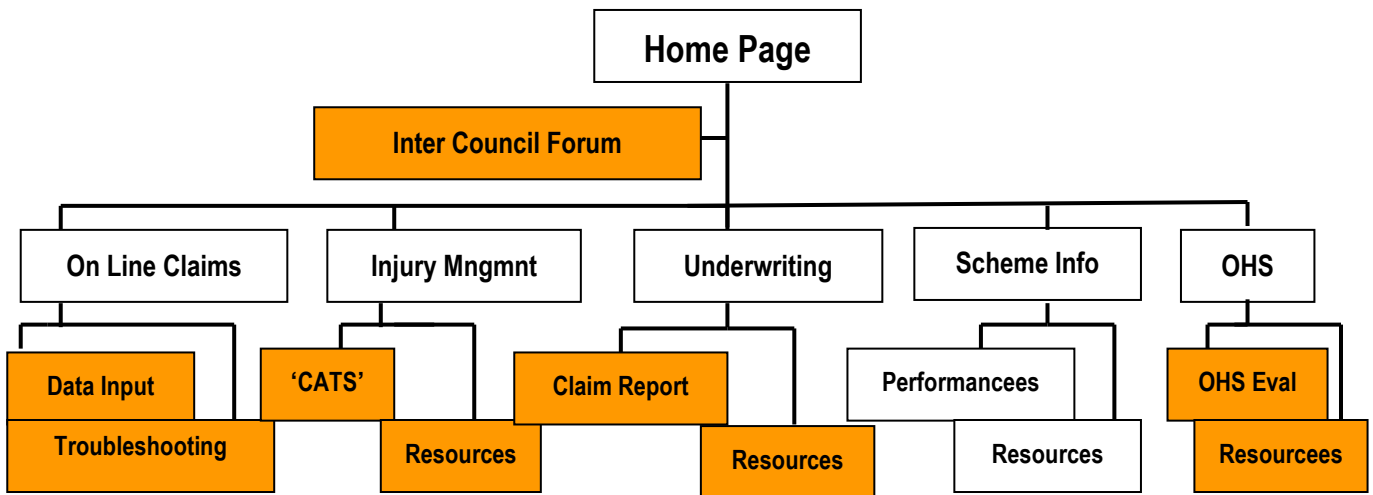 Home Page
Inter Council Forum
On Line Claims
Injury Mngmnt
Underwriting
Scheme Info
OHS
Data Input
‘CATS’
Claim Report
Performancees
OHS Eval
Troubleshooting
Resources
Resources
Resources
Resourcees